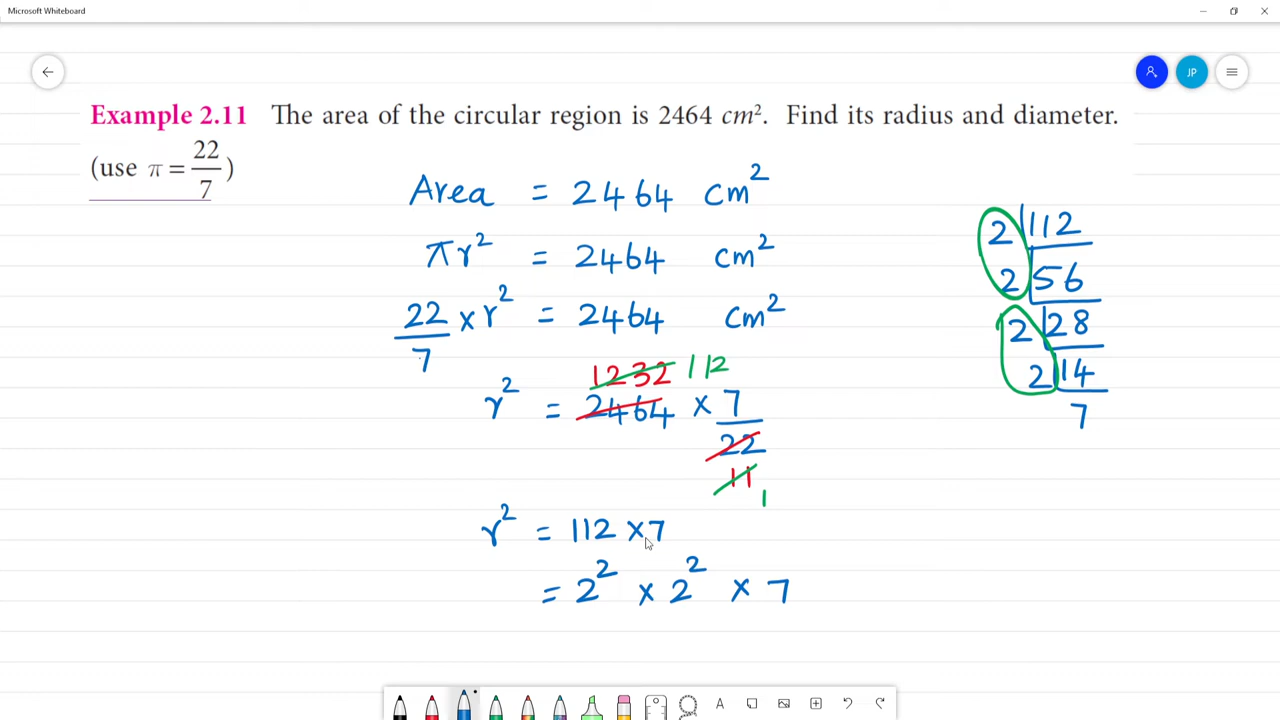 Microsoft Whiteboard
JP
Example 2.11 The area of the circular region is 2464 cm². Find its radius and diameter.
(use π = 22/7)
Area = 2464 cm²
πr² = 2464 cm²
22/7 × r² = 2464 cm²
1232 112
r² = 2464 × 7/22
11
1
r² = 112 × 7
= 2² × 2² × 7
2 112
2 56
2 28
2 14
7
A